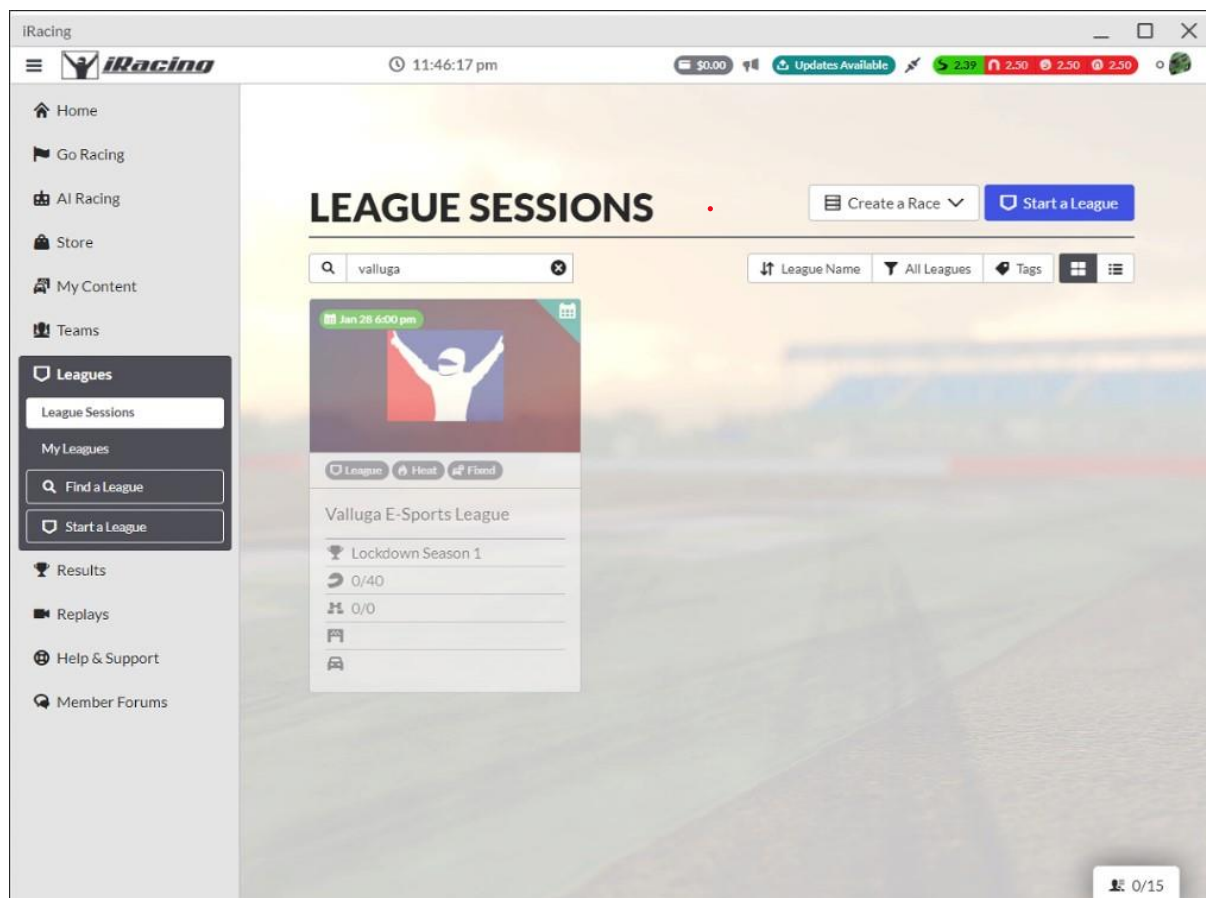 iRacing
iRacing
11:46:17 pm
$0.00
Updates Available
2.39
2.50
2.50
2.50
Home
Go Racing
AI Racing
Store
My Content
Teams
Leagues
League Sessions
My Leagues
Find a League
Start a League
Results
Replays
Help & Support
Member Forums
LEAGUE SESSIONS
Create a Race
Start a League
valluga
League Name
All Leagues
Tags
Jan 28 6:00 pm
League
Heat
Fixed
Valluga E-Sports League
Lockdown Season 1
0/40
0/0
0/15